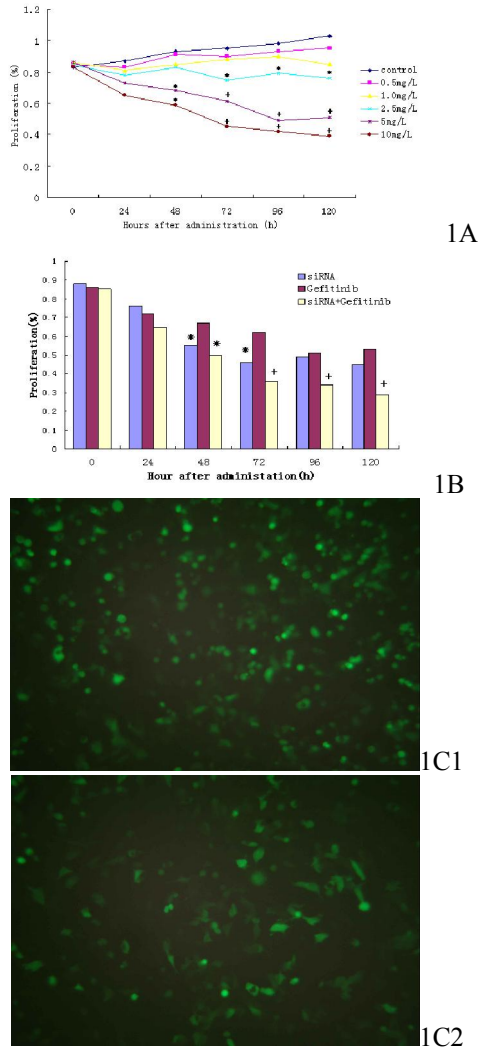 1.2
1
0.8
0.6
0.4
0.2
0
Proliferation (%)
0 24 48 72 96 120
Hours after administration (h)
control
0.5mg/L
1.0mg/L
2.5mg/L
5mg/L
10mg/L
* * * * *
+ + + + + +
1A
1
0.9
0.8
0.7
0.6
0.5
0.4
0.3
0.2
0.1
0
Proliferation(%)
0 24 48 72 96 120
Hour after administation(h)
siRNA
Gefitinib
siRNA+Gefitinib
* * *
+ + +
1B
1C1
1C2